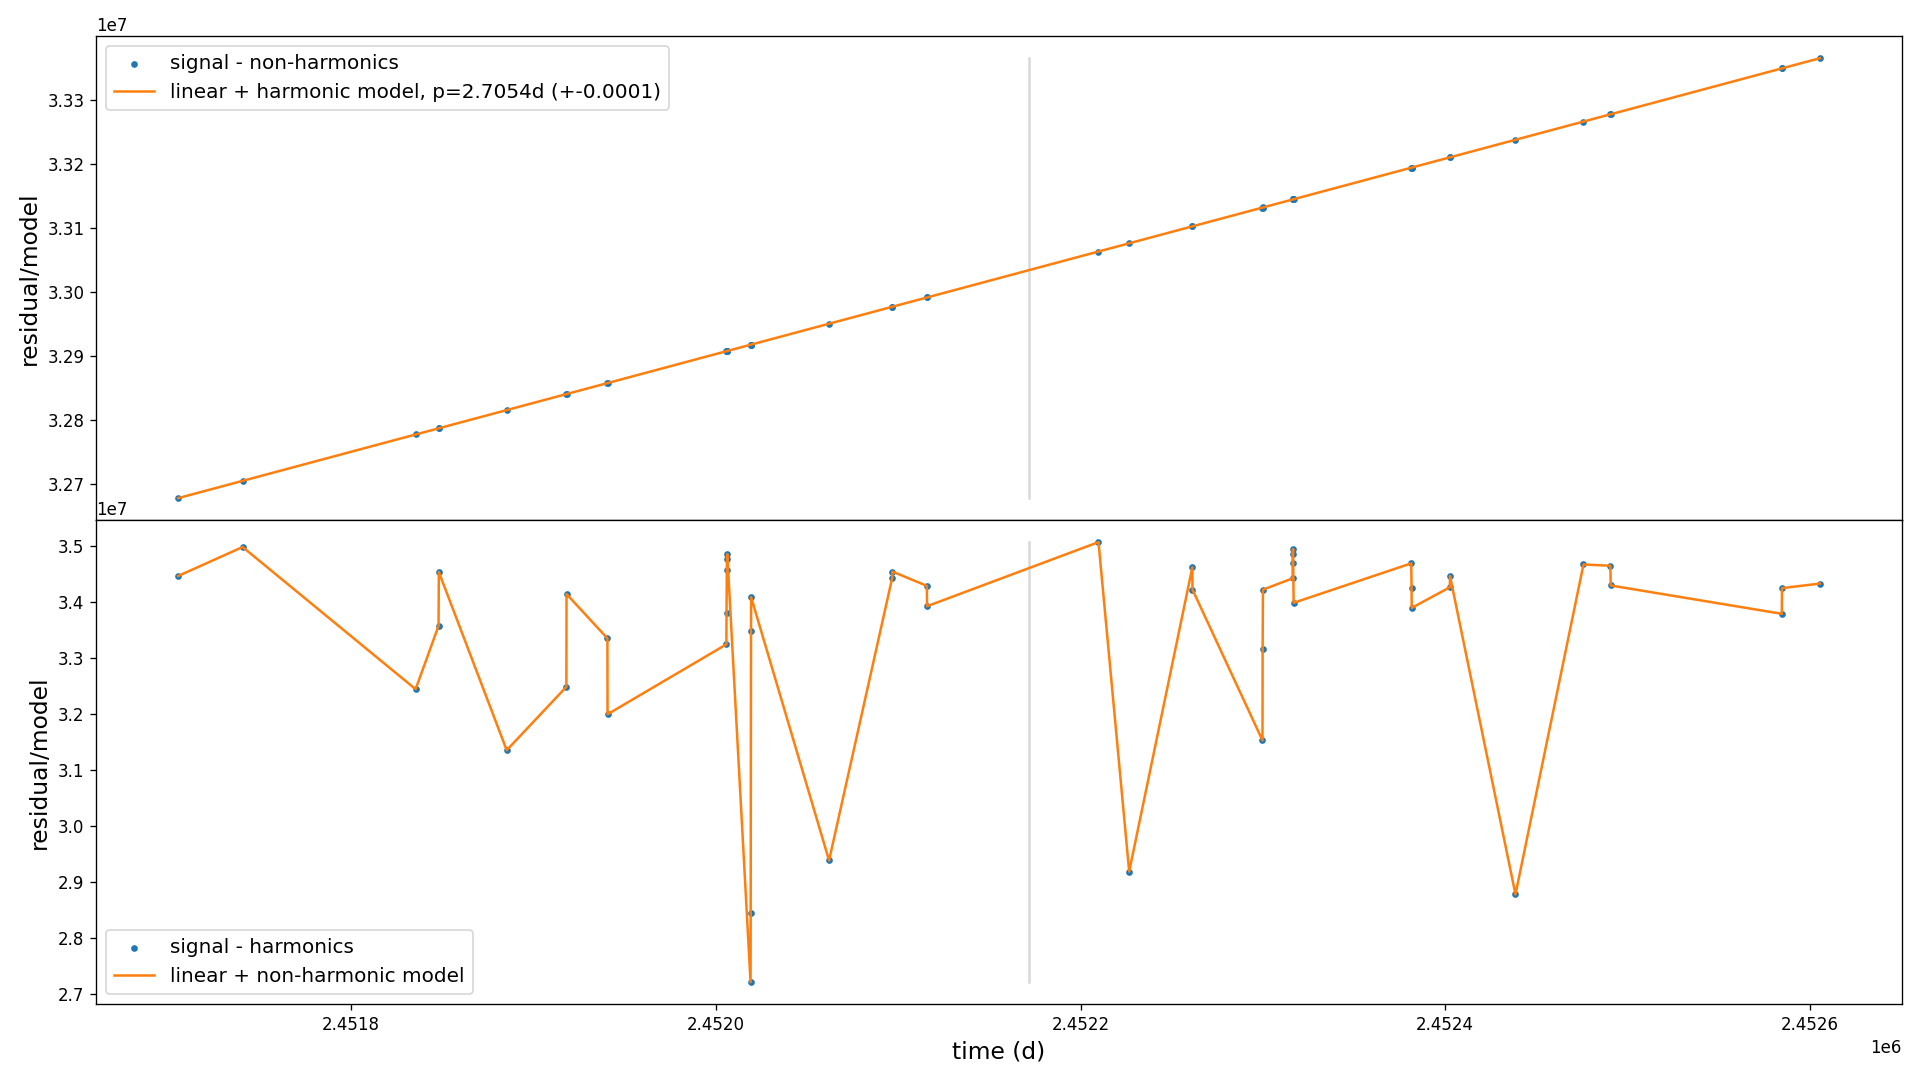 1e7
signal - non-harmonics
linear + harmonic model, p=2.7054d (+-0.0001)
3.33
3.32
3.31
3.30
3.29
3.28
3.27
residual/model
1e7
3.5
3.4
3.3
3.2
3.1
3.0
2.9
2.8
2.7
residual/model
signal - harmonics
linear + non-harmonic model
2.4518
2.4520
2.4522
2.4524
2.4526
1e6
time (d)